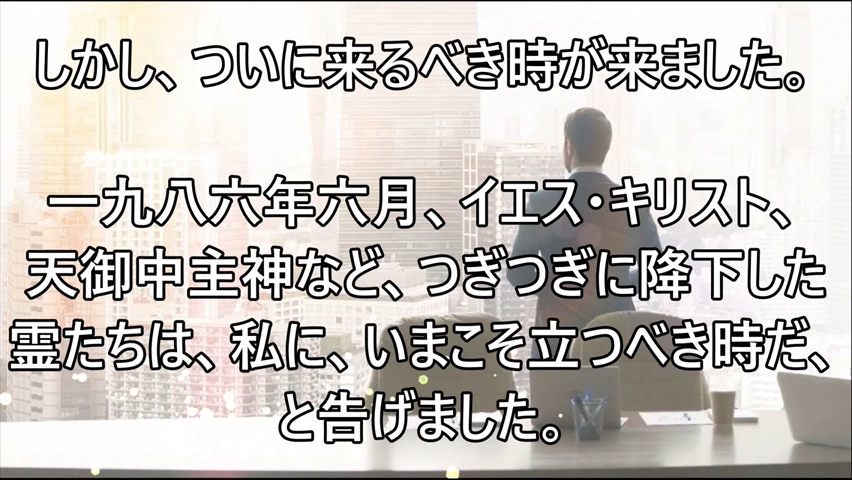 しかし、ついに来るべき時が来ました。
一九八六年六月、イエス・キリスト、
天御中主神など、つぎつぎに降下した
霊たちは、私に、いまこそ立つべき時だ、
と告げました。